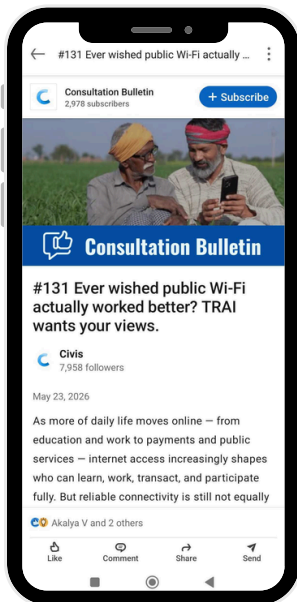 #131 Ever wished public Wi-Fi actually ...
Consultation Bulletin
2,978 subscribers
+ Subscribe
Consultation Bulletin
#131 Ever wished public Wi-Fi
actually worked better? TRAI
wants your views.
Civis
7,958 followers
May 23, 2026
As more of daily life moves online — from
education and work to payments and public
services — internet access increasingly shapes
who can learn, work, transact, and participate
fully. But reliable connectivity is still not equally
Akalya V and 2 others
Like
Comment
Share
Send